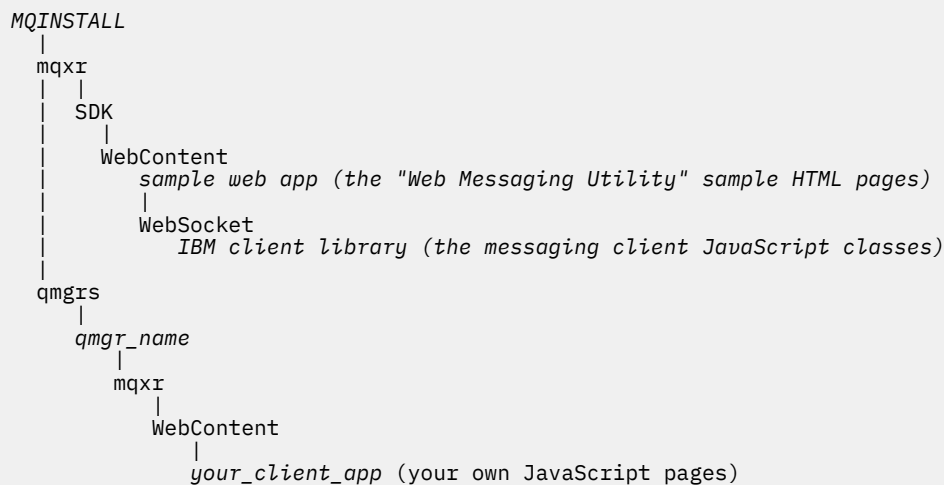 MQINSTALL
|
mqxr
| |
| SDK
| |
| WebContent
| sample web app (the "Web Messaging Utility" sample HTML pages)
| |
| WebSocket
| IBM client library (the messaging client JavaScript classes)
|
qmgrs
|
qmgr_name
|
mqxr
|
WebContent
|
your_client_app (your own JavaScript pages)